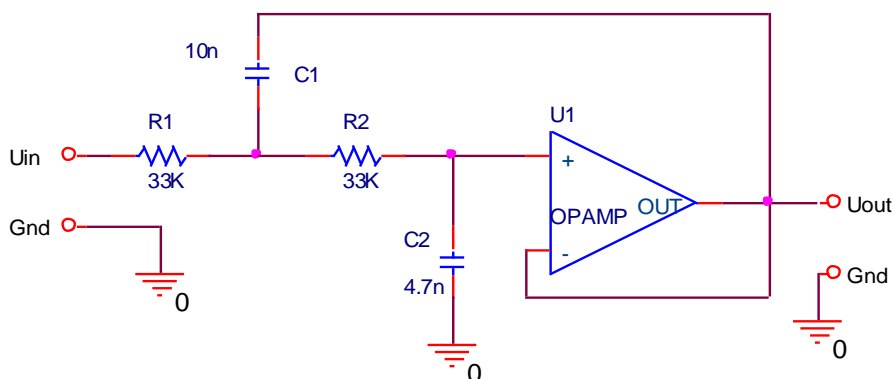 10n
C1
R1
R2
U1
Uin
33K
33K
+
OPAMP
OUT
Uout
Gnd
C2
-
4.7n
Gnd
0
0
0